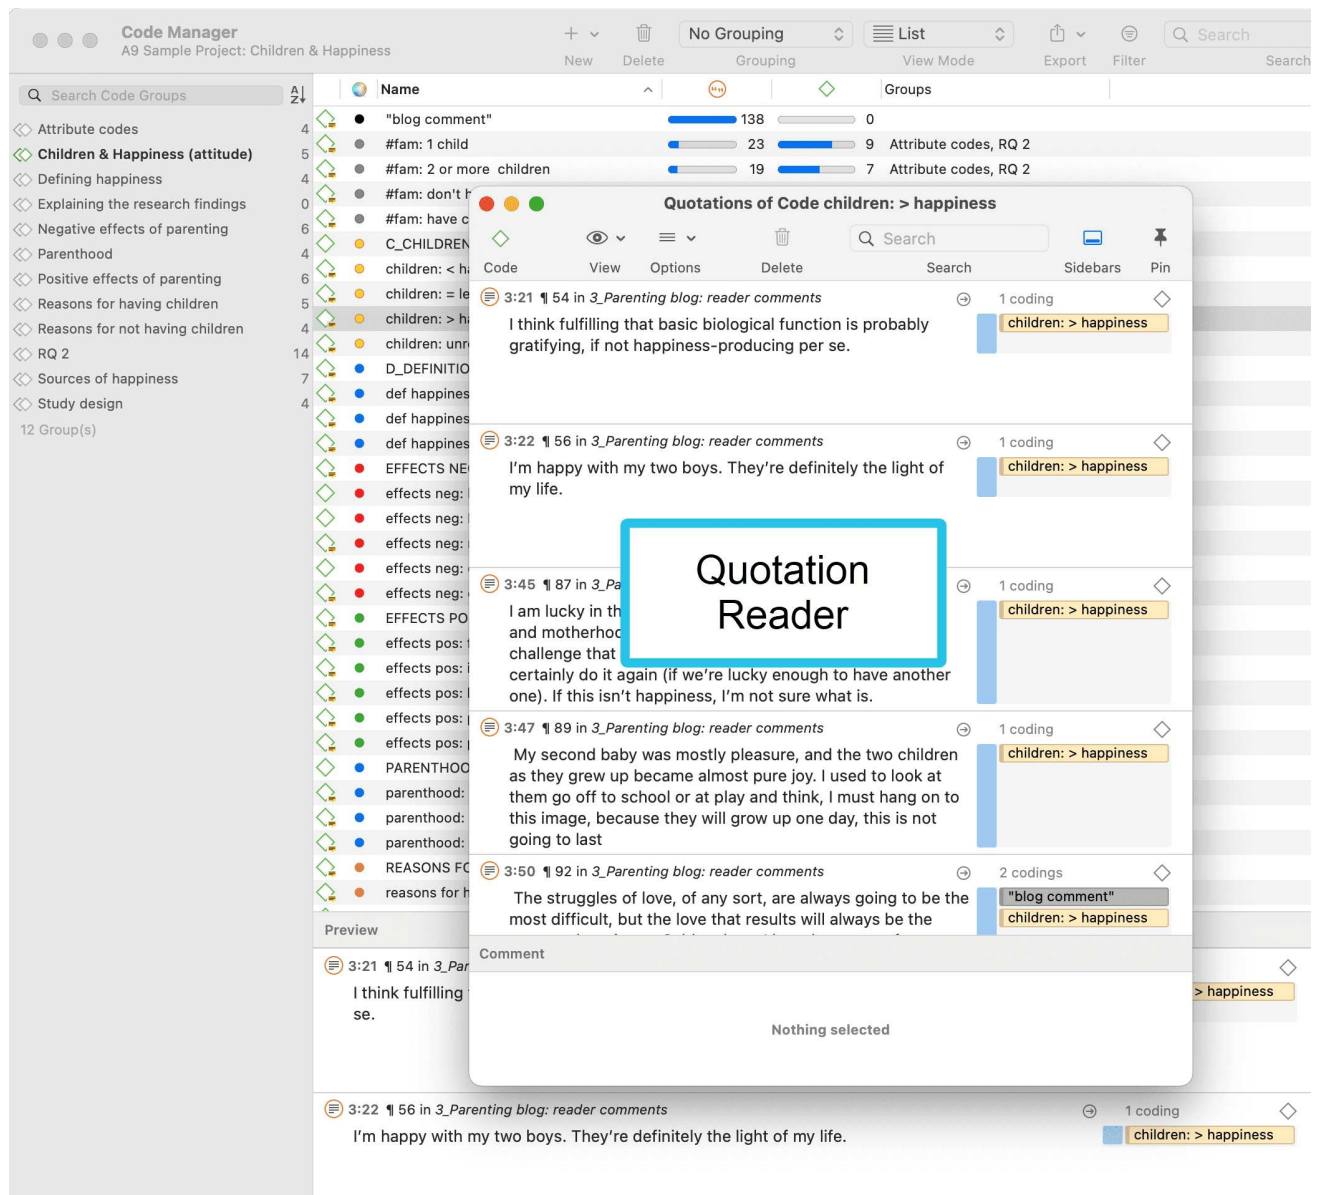 Code Manager
A9 Sample Project: Children & Happiness
New
Delete
No Grouping
Grouping
List
View Mode
Export
Filter
Search
Search
Search Code Groups
Attribute codes 4
Children & Happiness (attitude) 5
Defining happiness 4
Explaining the research findings 0
Negative effects of parenting 6
Parenthood 4
Positive effects of parenting 6
Reasons for having children 5
Reasons for not having children 4
RQ 2 14
Sources of happiness 7
Study design 4
12 Group(s)
Name Groups
"blog comment" 138 0
#fam: 1 child 23 9 Attribute codes, RQ 2
#fam: 2 or more children 19 7 Attribute codes, RQ 2
#fam: don't h
#fam: have c
C_CHILDREN
children: < ha
children: = le
children: > ha
children: unre
D_DEFINITIO
def happines
def happines
def happines
EFFECTS NE
effects neg:
effects neg:
effects neg:
effects neg:
effects neg:
EFFECTS PO
effects pos:
effects pos:
effects pos:
effects pos:
effects pos:
PARENTHOO
parenthood:
parenthood:
parenthood:
REASONS FO
reasons for h
Quotations of Code children: > happiness
Search
Code View Options Delete Search Sidebars Pin
3:21 ¶ 54 in 3_Parenting blog: reader comments 1 coding
I think fulfilling that basic biological function is probably
gratifying, if not happiness-producing per se.
children: > happiness
3:22 ¶ 56 in 3_Parenting blog: reader comments 1 coding
I'm happy with my two boys. They're definitely the light of
my life.
children: > happiness
Quotation
Reader
3:45 ¶ 87 in 3_Pa 1 coding
I am lucky in th
and motherhoo
challenge that
certainly do it again (if we're lucky enough to have another
one). If this isn't happiness, I'm not sure what is.
children: > happiness
3:47 ¶ 89 in 3_Parenting blog: reader comments 1 coding
My second baby was mostly pleasure, and the two children
as they grew up became almost pure joy. I used to look at
them go off to school or at play and think, I must hang on to
this image, because they will grow up one day, this is not
going to last
children: > happiness
3:50 ¶ 92 in 3_Parenting blog: reader comments 2 codings
The struggles of love, of any sort, are always going to be the
most difficult, but the love that results will always be the
"blog comment"
children: > happiness
Comment
Nothing selected
Preview
3:21 ¶ 54 in 3_Par
I think fulfilling
se.
> happiness
3:22 ¶ 56 in 3_Parenting blog: reader comments 1 coding
I'm happy with my two boys. They're definitely the light of my life.
children: > happiness